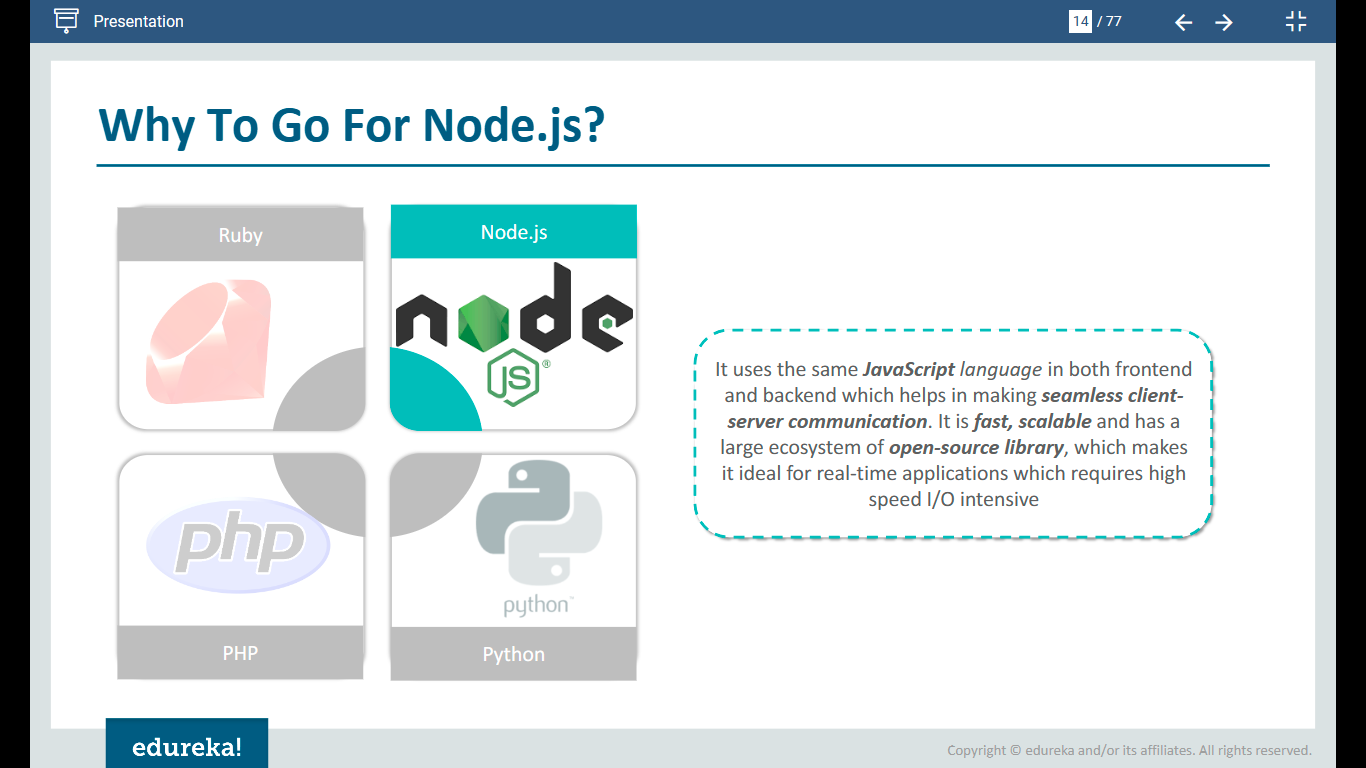 Presentation
14 / 77
Why To Go For Node.js?
Ruby
Node.js
node
JS®
It uses the same JavaScript language in both frontend
and backend which helps in making seamless client-
server communication. It is fast, scalable and has a
large ecosystem of open-source library, which makes
it ideal for real-time applications which requires high
speed I/O intensive
php
python™
PHP
Python
edureka!
Copyright © edureka and/or its affiliates. All rights reserved.